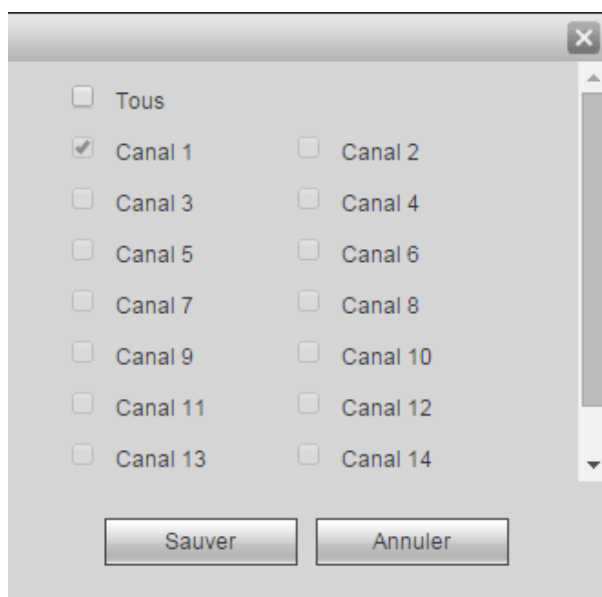 Tous
Canal 1 Canal 2
Canal 3 Canal 4
Canal 5 Canal 6
Canal 7 Canal 8
Canal 9 Canal 10
Canal 11 Canal 12
Canal 13 Canal 14
Sauver Annuler